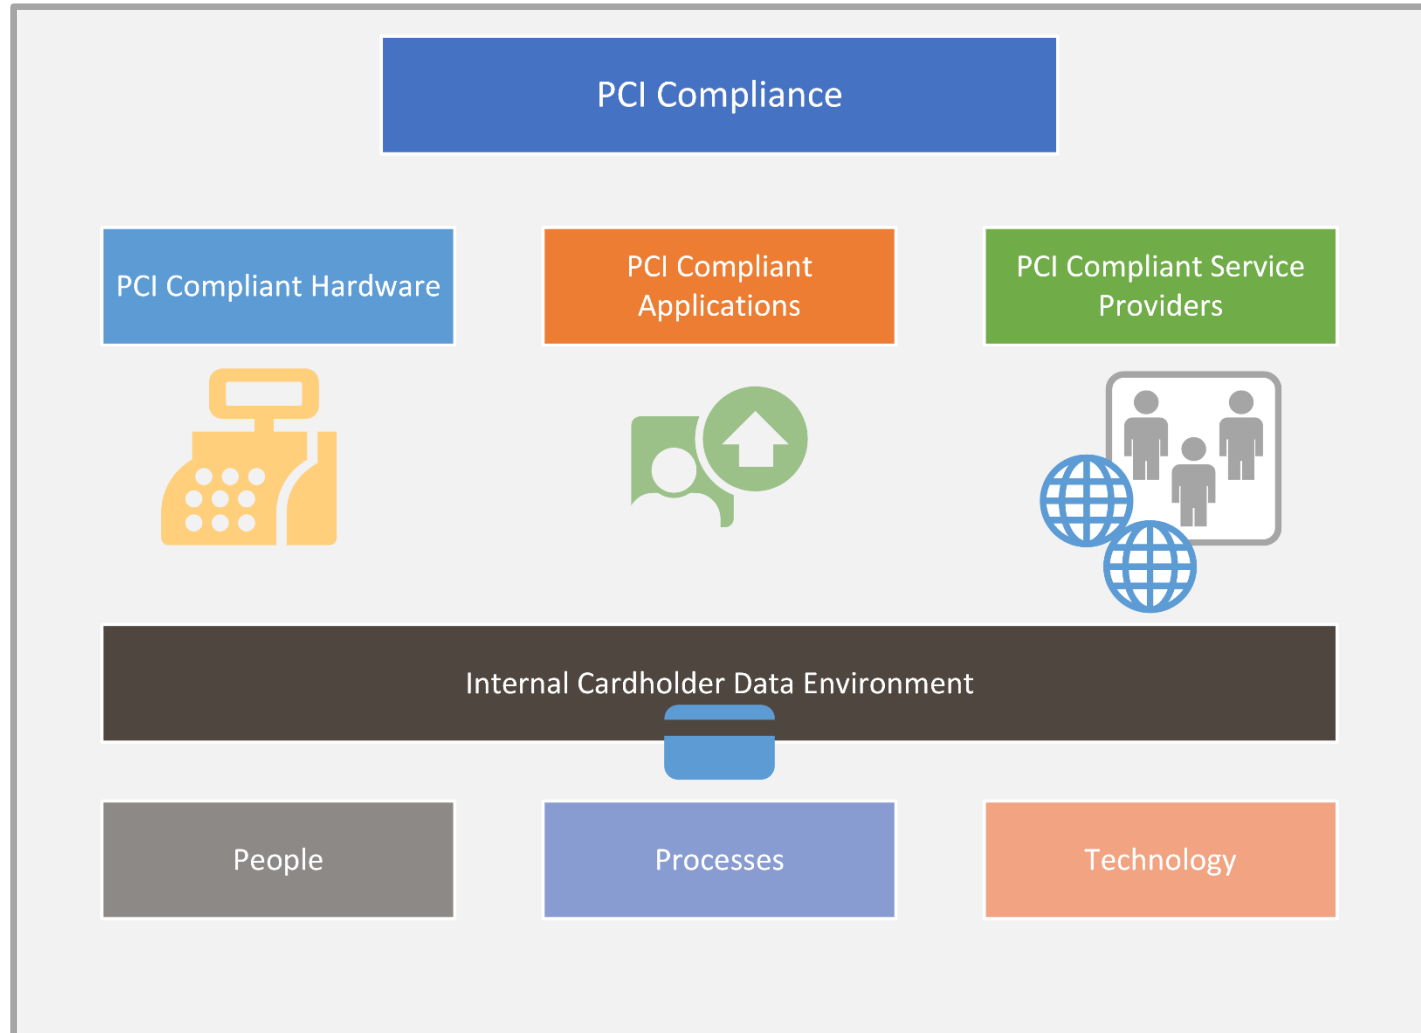 PCI Compliance
PCI Compliant Hardware
PCI Compliant
Applications
PCI Compliant Service
Providers
Internal Cardholder Data Environment
People
Processes
Technology